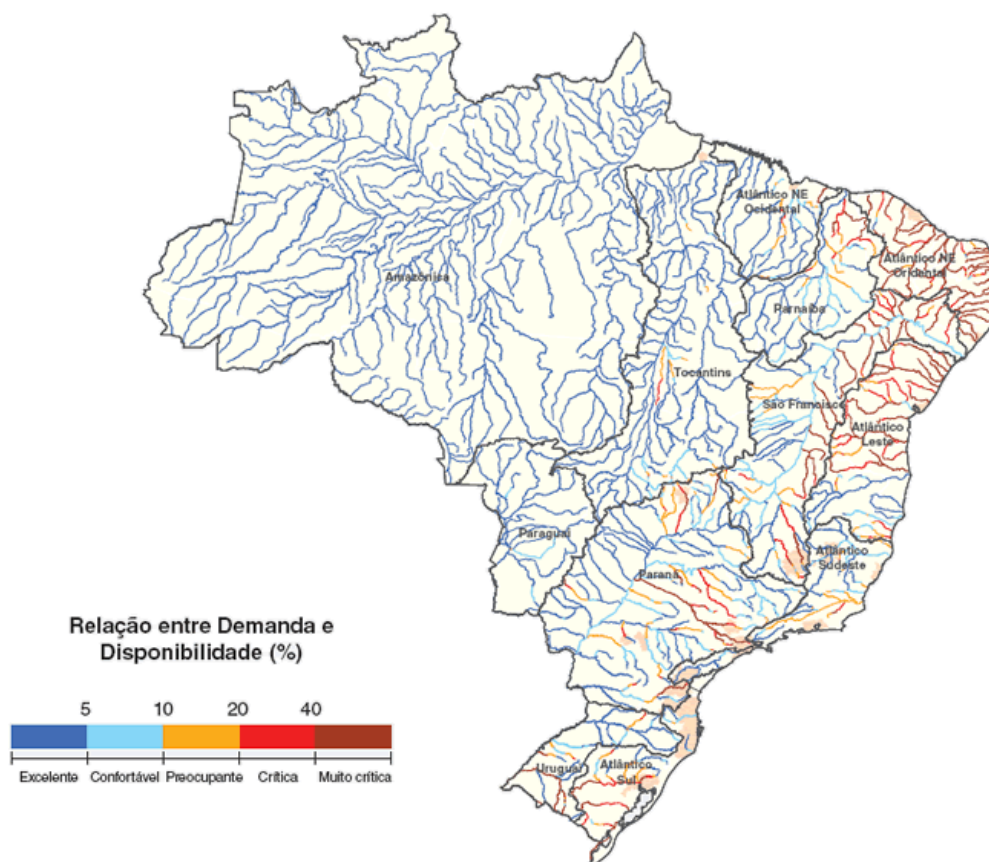 Atlântico NE
Ocidental
Atlântico NE
Oridental
Amazônica
Parnaíba
Tocantins
São Francisco
Atlântico
Leste
Paraguai
Atlântico
Sudeste
Paraná
Relação entre Demanda e
Disponibilidade (%)
5 10 20 40
Excelente Confortável Preocupante Crítica Muito crítica
Uruguai
Atlântico
Sul